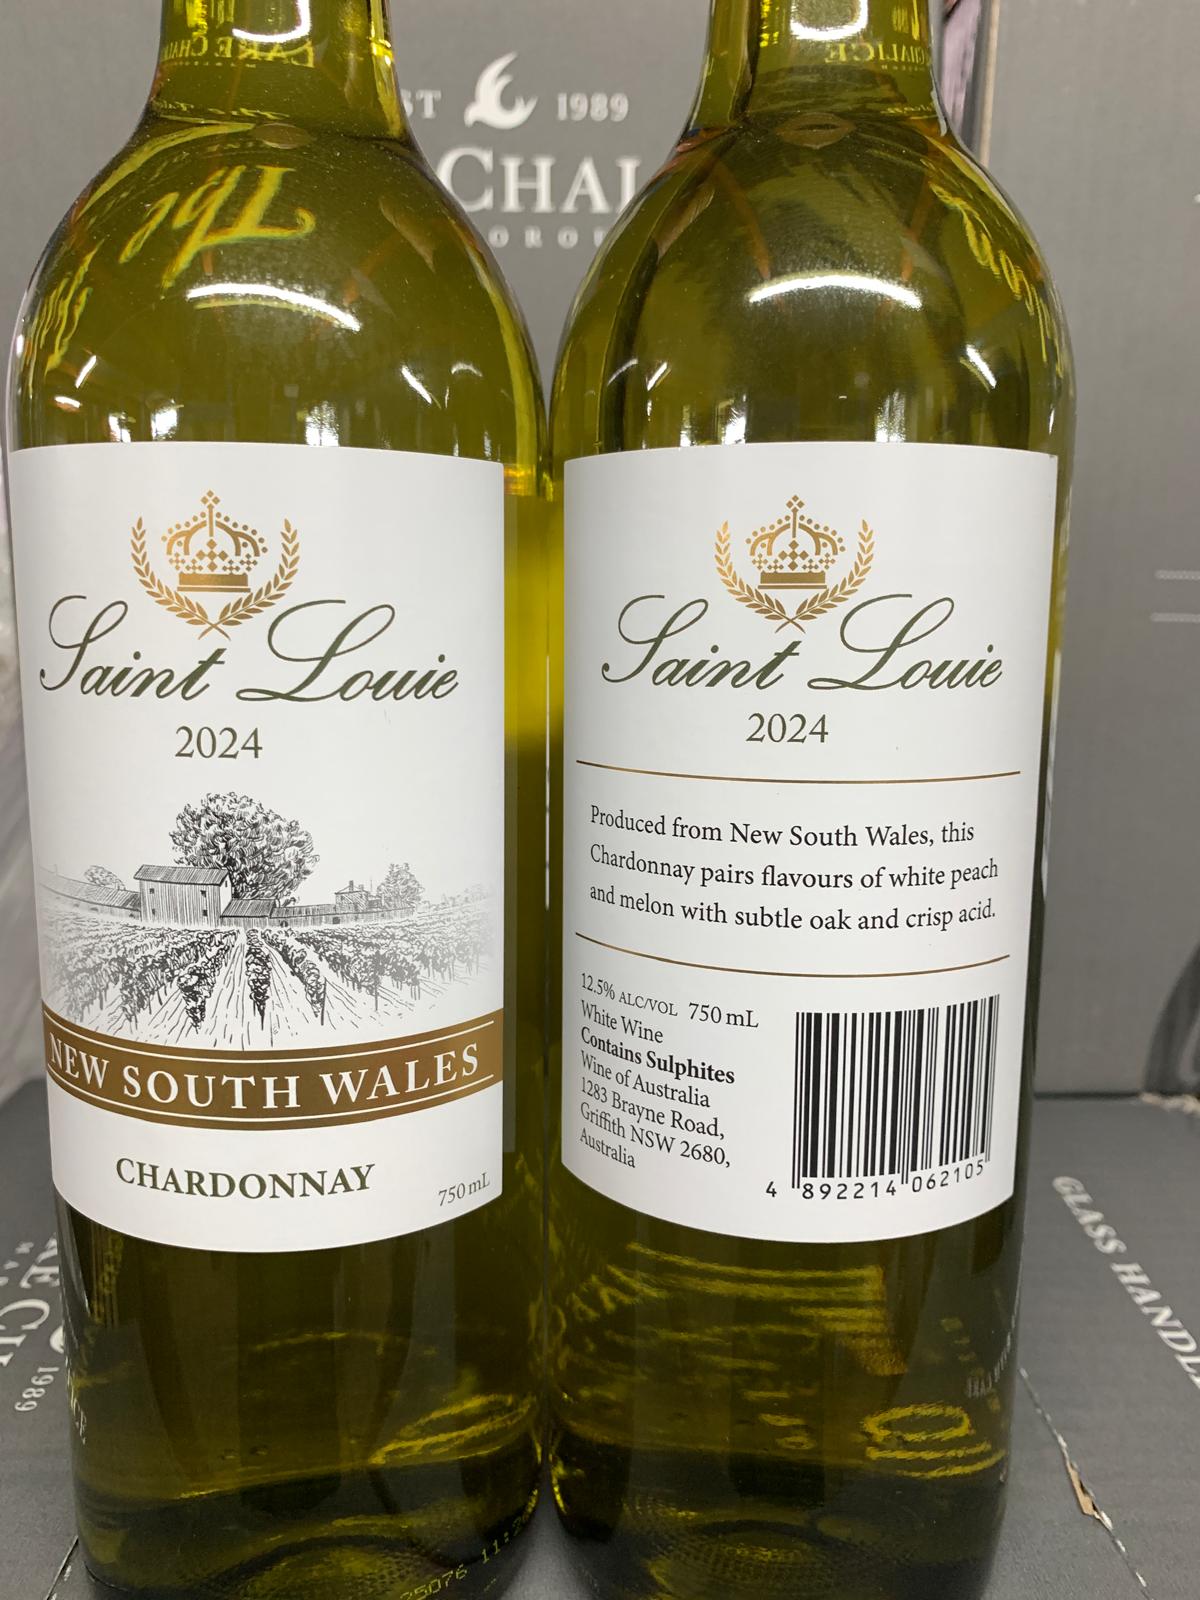 1989
CHAL
Saint Louie
2024
NEW SOUTH WALES
CHARDONNAY
750 mL
Saint Louie
2024
Produced from New South Wales, this
Chardonnay pairs flavours of white peach
and melon with subtle oak and crisp acid.
12.5% ALC/VOL 750 mL
White Wine
Contains Sulphites
Wine of Australia
1283 Brayne Road,
Griffith NSW 2680,
Australia
4 892214 062105
GLASS HANDL
1989